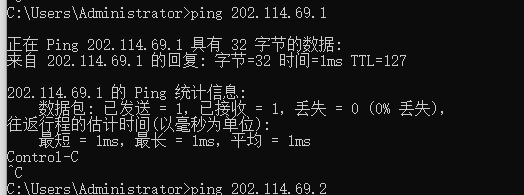 C:\Users\Administrator>ping 202.114.69.1
正在 Ping 202.114.69.1 具有 32 字节的数据:
来自 202.114.69.1 的回复: 字节=32 时间=1ms TTL=127
202.114.69.1 的 Ping 统计信息:
数据包: 已发送 = 1，已接收 = 1，丢失 = 0 (0% 丢失)，
往返行程的估计时间(以毫秒为单位):
最短 = 1ms，最长 = 1ms，平均 = 1ms
Control-C
^C
C:\Users\Administrator>ping 202.114.69.2